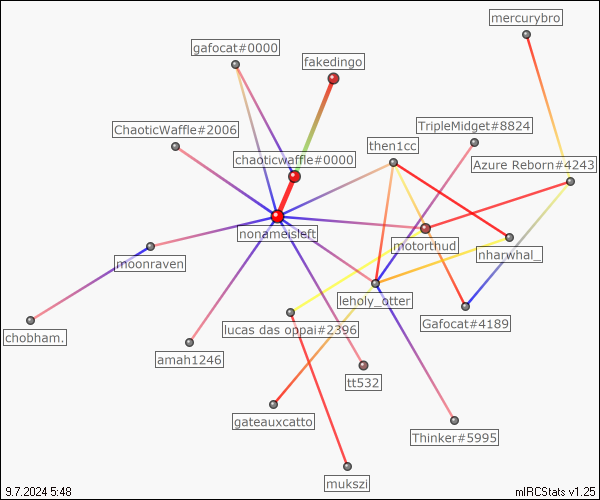 mercurybro
gafocat#0000
fakedingo
ChaoticWaffle#2006
TripleMidget#8824
then1cc
chaoticwaffle#0000
Azure Reborn#4243
nonameisleft
motorthud
nharwhal_
moonraven
leholy_otter
chobham.
lucas das oppai#2396
Gafocat#4189
amah1246
tt532
gateauxcatto
Thinker#5995
mukszi
9.7.2024 5:48
mIRCStats v1.25